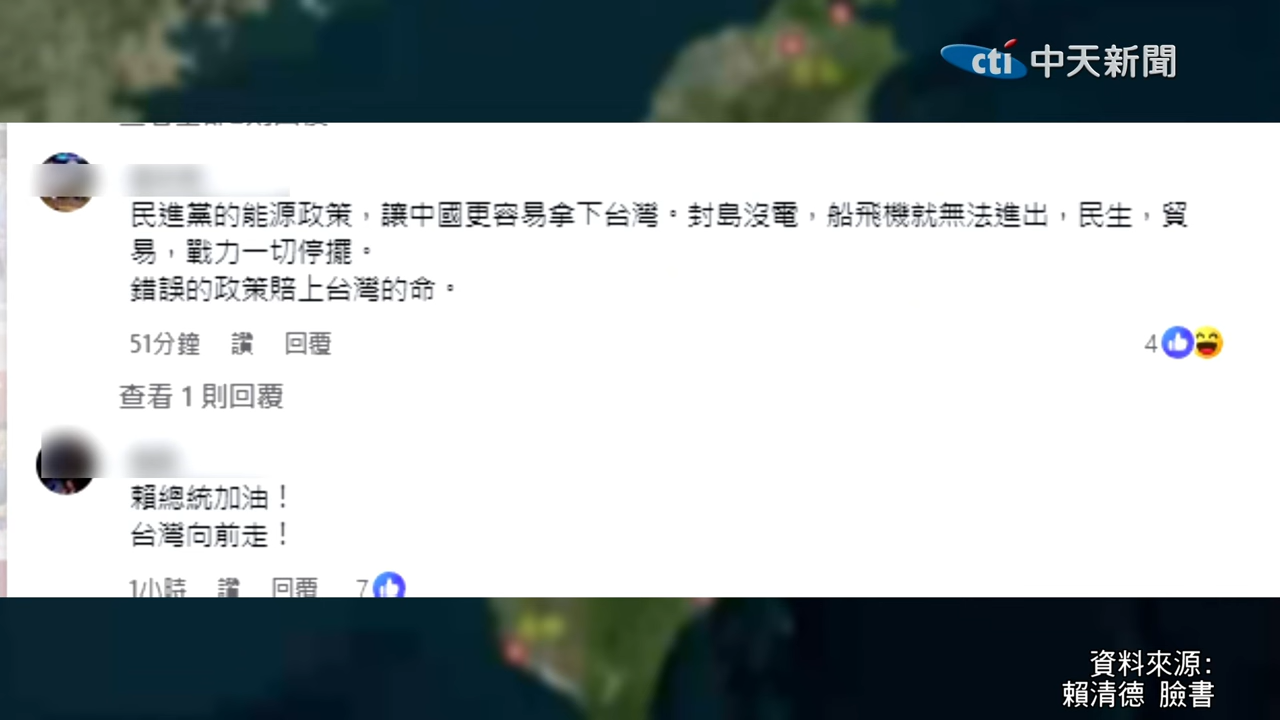 cti 中天新聞
民進黨的能源政策，讓中國更容易拿下台灣。封島沒電，船飛機就無法進出，民生，貿
易，戰力一切停擺。
錯誤的政策賠上台灣的命。
51分鐘 讚 回覆 4
查看 1 則回覆
賴總統加油！
台灣向前走！
1小時 讚 回覆 7
資料來源:
賴清德 臉書